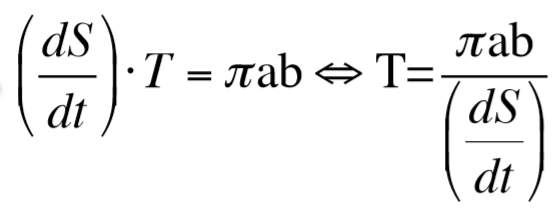 (dS/dt)·T = πab ⇔ T= πab/(dS/dt)